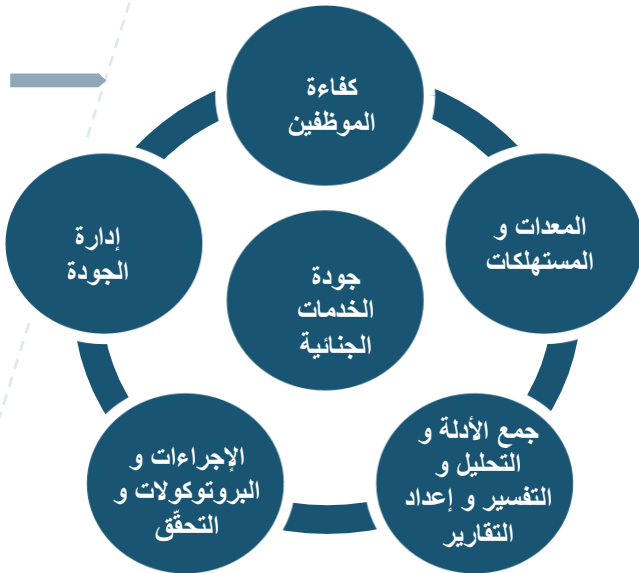 كفاءة
الموظفين
المعدات و
المستهلكات
إدارة
الجودة
جودة
الخدمات
الجنائية
جمع الأدلة و
التحليل و
التفسير و إعداد
التقارير
الإجراءات و
البروتوكولات و
التحقّق